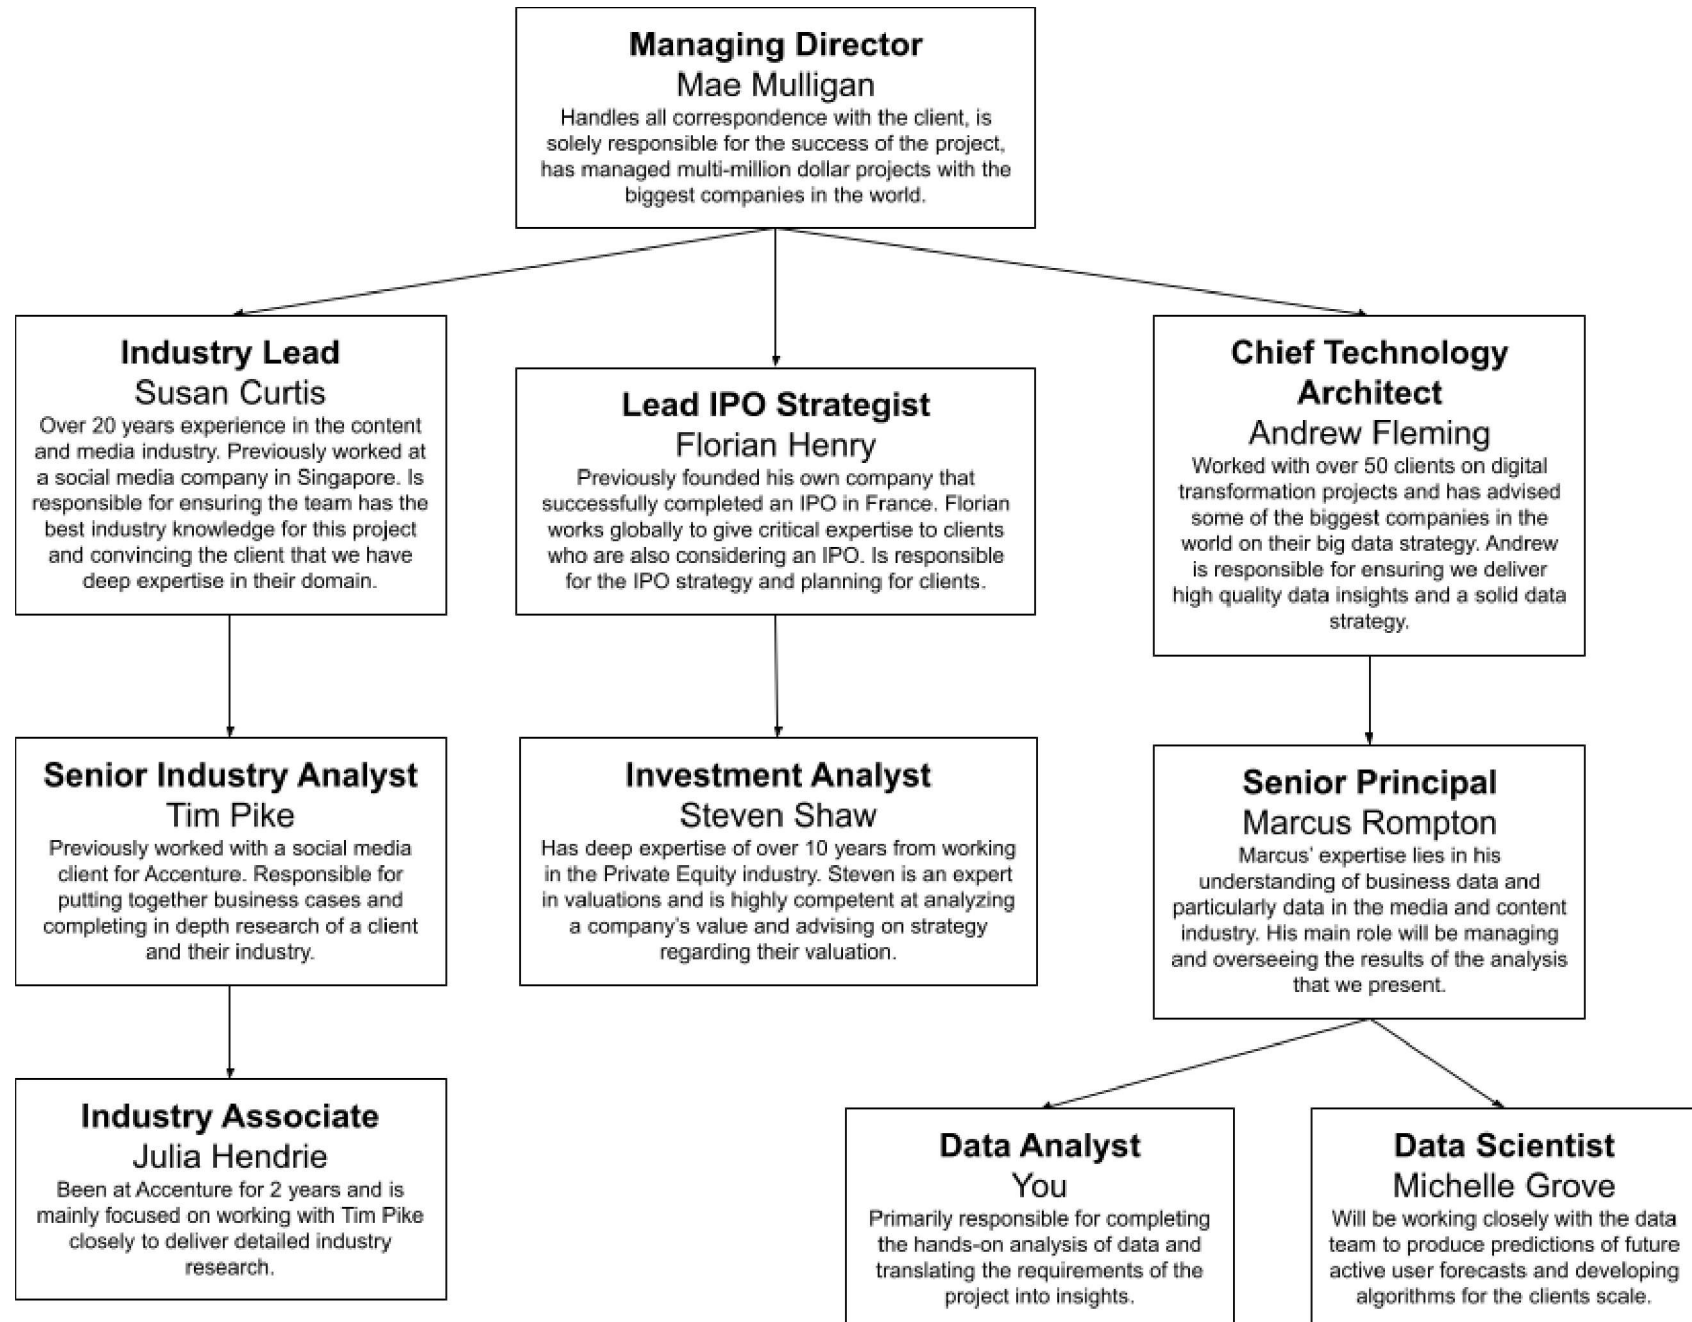 Managing Director
Mae Mulligan
Handles all correspondence with the client, is
solely responsible for the success of the project,
has managed multi-million dollar projects with the
biggest companies in the world.
Industry Lead
Susan Curtis
Over 20 years experience in the content
and media industry. Previously worked at
a social media company in Singapore. Is
responsible for ensuring the team has the
best industry knowledge for this project
and convincing the client that we have
deep expertise in their domain.
Lead IPO Strategist
Florian Henry
Previously founded his own company that
successfully completed an IPO in France. Florian
works globally to give critical expertise to clients
who are also considering an IPO. Is responsible
for the IPO strategy and planning for clients.
Chief Technology
Architect
Andrew Fleming
Worked with over 50 clients on digital
transformation projects and has advised
some of the biggest companies in the
world on their big data strategy. Andrew
is responsible for ensuring we deliver
high quality data insights and a solid data
strategy.
Senior Industry Analyst
Tim Pike
Previously worked with a social media
client for Accenture. Responsible for
putting together business cases and
completing in depth research of a client
and their industry.
Investment Analyst
Steven Shaw
Has deep expertise of over 10 years from working
in the Private Equity industry. Steven is an expert
in valuations and is highly competent at analyzing
a company's value and advising on strategy
regarding their valuation.
Senior Principal
Marcus Rompton
Marcus' expertise lies in his
understanding of business data and
particularly data in the media and content
industry. His main role will be managing
and overseeing the results of the analysis
that we present.
Industry Associate
Julia Hendrie
Been at Accenture for 2 years and is
mainly focused on working with Tim Pike
closely to deliver detailed industry
research.
Data Analyst
You
Primarily responsible for completing
the hands-on analysis of data and
translating the requirements of the
project into insights.
Data Scientist
Michelle Grove
Will be working closely with the data
team to produce predictions of future
active user forecasts and developing
algorithms for the clients scale.